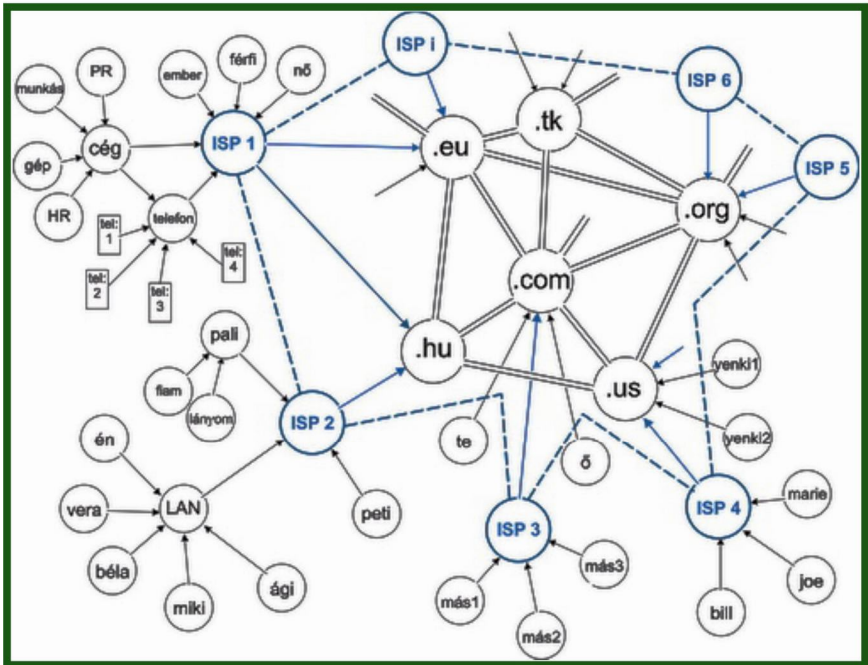 ISP i
PR
ember
férfi
nő
ISP 6
munkás
.tk
cég
ISP 1
.eu
gép
ISP 5
HR
telefon
.org
tel:
1
tel:
4
tel:
2
tel:
3
.com
pali
.hu
yenki1
fiam
.us
lányom
ISP 2
én
te
ő
yenki2
vera
LAN
peti
marie
ISP 3
ISP 4
béla
más3
ági
joe
miki
más1
bill
más2